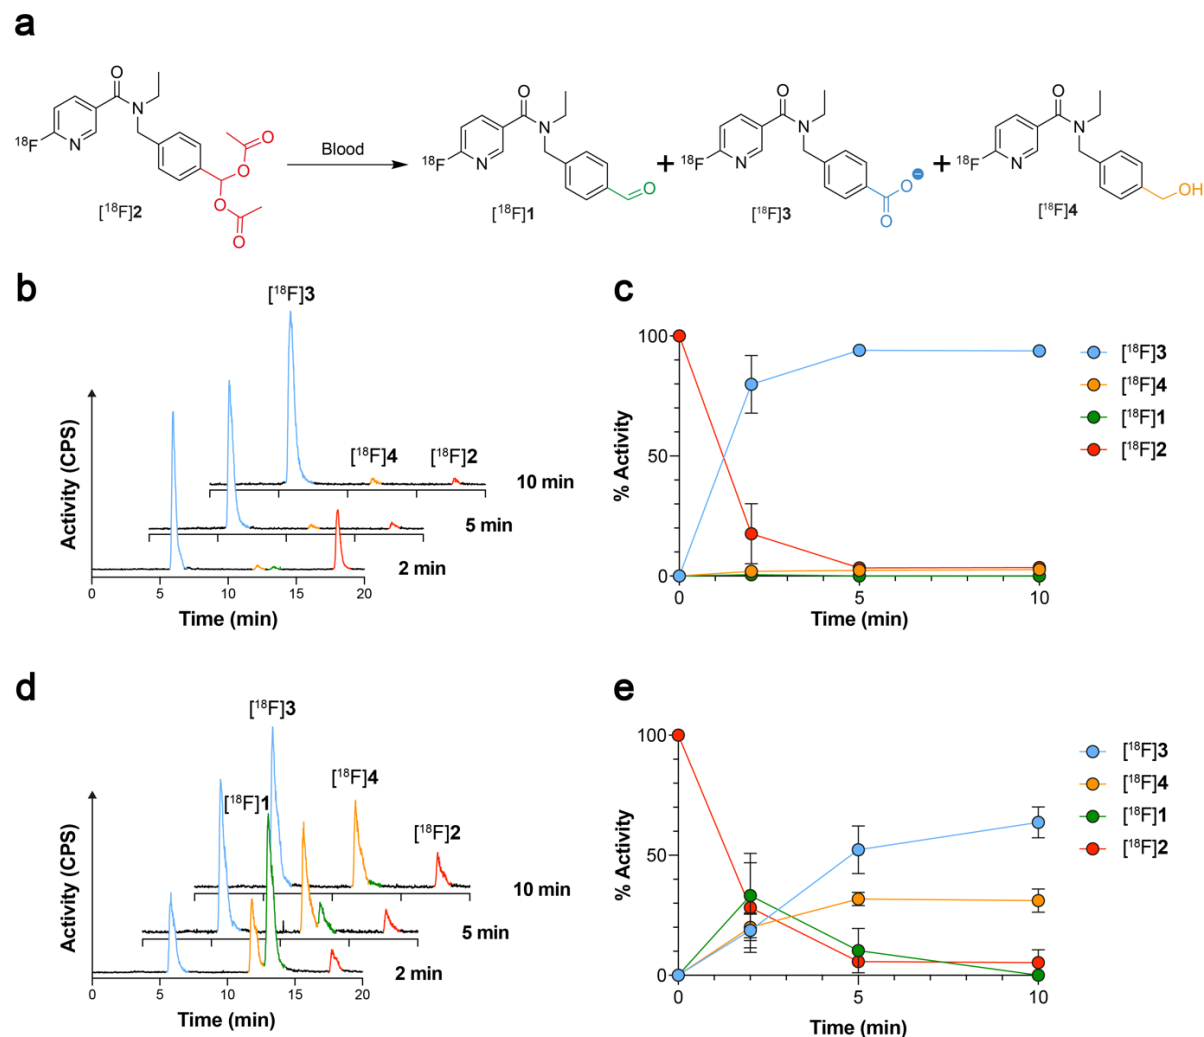 a
O
N
18F
N
O
O
O
O
[18F]2
Blood
O
N
18F
N
O
[18F]1
+
O
N
18F
N
O
O
[18F]3
+
O
N
18F
N
OH
[18F]4
b
[18F]3
[18F]4
[18F]2
10 min
5 min
2 min
Activity (CPS)
0 5 10 15 20
Time (min)
c
100
50
0
% Activity
0 5 10
Time (min)
[18F]3
[18F]4
[18F]1
[18F]2
d
[18F]3
[18F]4
[18F]1
[18F]2
10 min
5 min
2 min
Activity (CPS)
0 5 10 15 20
Time (min)
e
100
50
0
% Activity
0 5 10
Time (min)
[18F]3
[18F]4
[18F]1
[18F]2